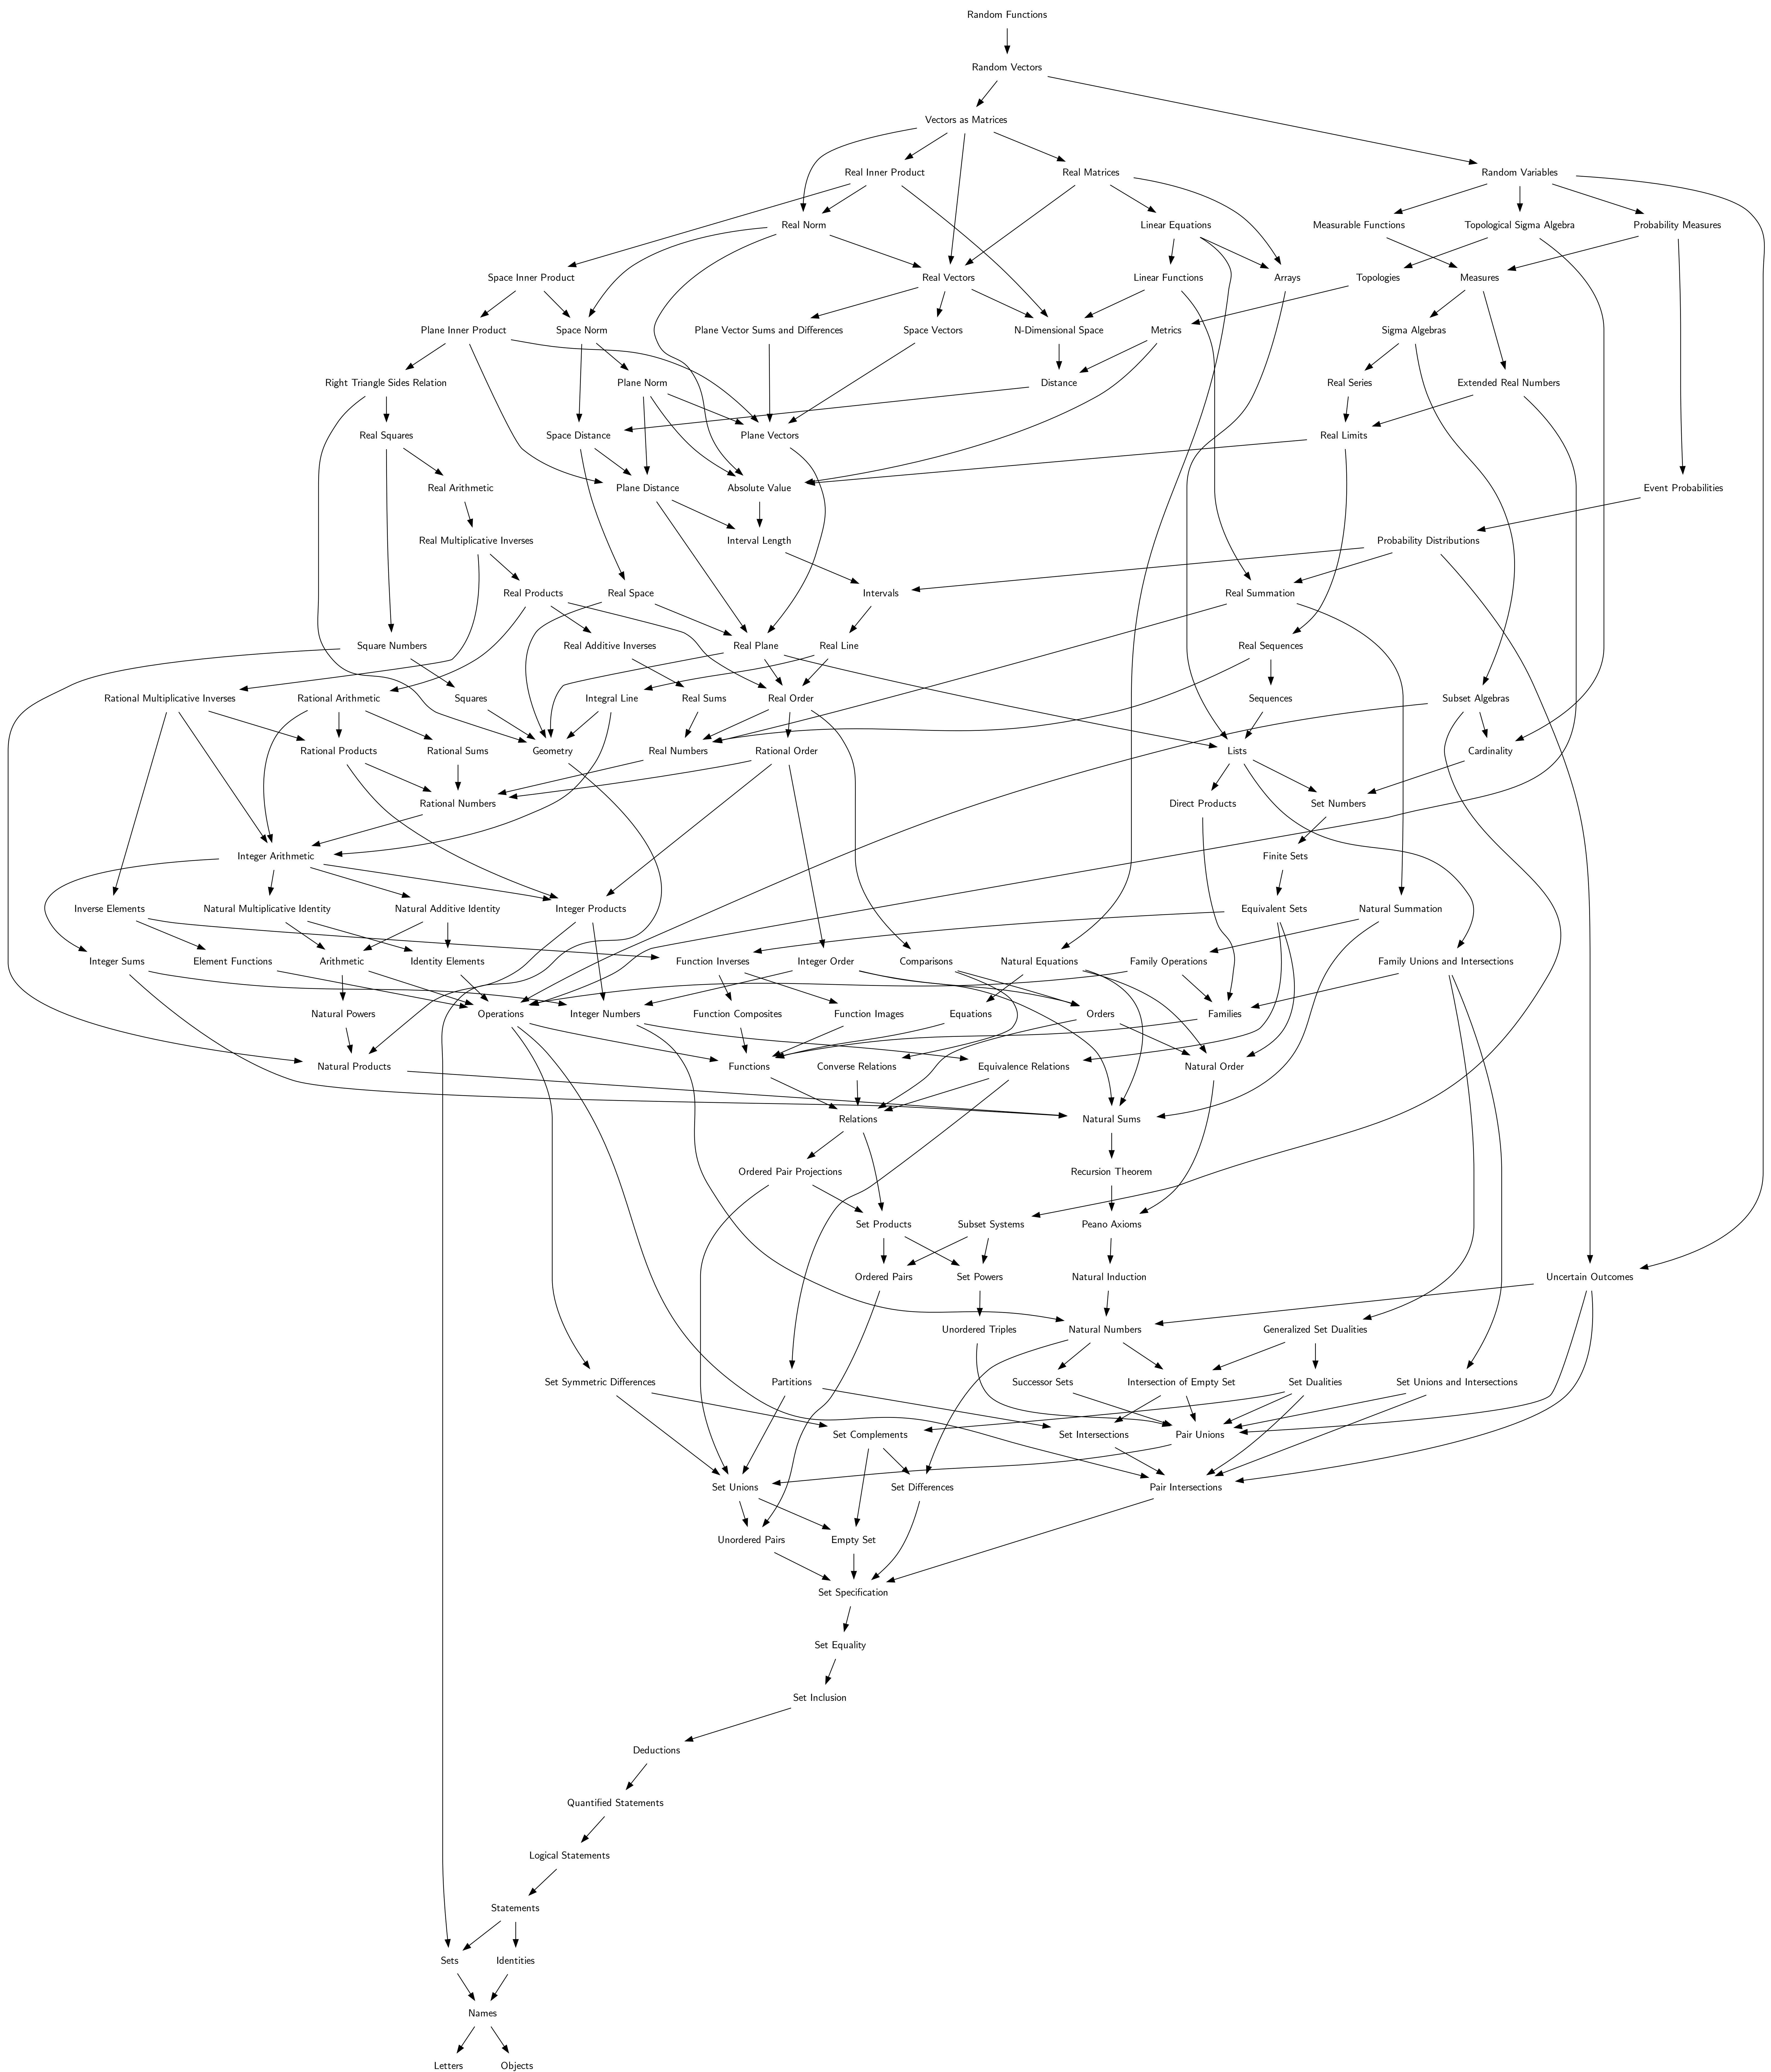 Random Functions
Random Vectors
Vectors as Matrices
Real Inner Product
Real Matrices
Random Variables
Real Norm
Linear Equations
Measurable Functions
Topological Sigma Algebra
Probability Measures
Space Inner Product
Real Vectors
Linear Functions
Arrays
Topologies
Measures
Plane Inner Product
Space Norm
Plane Vector Sums and Differences
Space Vectors
N-Dimensional Space
Metrics
Sigma Algebras
Right Triangle Sides Relation
Plane Norm
Distance
Real Series
Extended Real Numbers
Real Squares
Space Distance
Plane Vectors
Real Limits
Real Arithmetic
Plane Distance
Absolute Value
Event Probabilities
Real Multiplicative Inverses
Interval Length
Probability Distributions
Real Products
Real Space
Intervals
Real Summation
Square Numbers
Real Additive Inverses
Real Plane
Real Line
Real Sequences
Rational Multiplicative Inverses
Rational Arithmetic
Squares
Integral Line
Real Sums
Real Order
Sequences
Subset Algebras
Rational Products
Rational Sums
Geometry
Real Numbers
Rational Order
Lists
Cardinality
Rational Numbers
Direct Products
Set Numbers
Integer Arithmetic
Finite Sets
Inverse Elements
Natural Multiplicative Identity
Natural Additive Identity
Integer Products
Equivalent Sets
Natural Summation
Integer Sums
Element Functions
Arithmetic
Identity Elements
Function Inverses
Integer Order
Comparisons
Natural Equations
Family Operations
Family Unions and Intersections
Natural Powers
Operations
Integer Numbers
Function Composites
Function Images
Equations
Orders
Families
Natural Products
Functions
Converse Relations
Equivalence Relations
Natural Order
Relations
Natural Sums
Ordered Pair Projections
Recursion Theorem
Set Products
Subset Systems
Peano Axioms
Ordered Pairs
Set Powers
Natural Induction
Uncertain Outcomes
Unordered Triples
Natural Numbers
Generalized Set Dualities
Set Symmetric Differences
Partitions
Successor Sets
Intersection of Empty Set
Set Dualities
Set Unions and Intersections
Set Complements
Set Intersections
Pair Unions
Set Unions
Set Differences
Pair Intersections
Unordered Pairs
Empty Set
Set Specification
Set Equality
Set Inclusion
Deductions
Quantified Statements
Logical Statements
Statements
Sets
Identities
Names
Letters
Objects